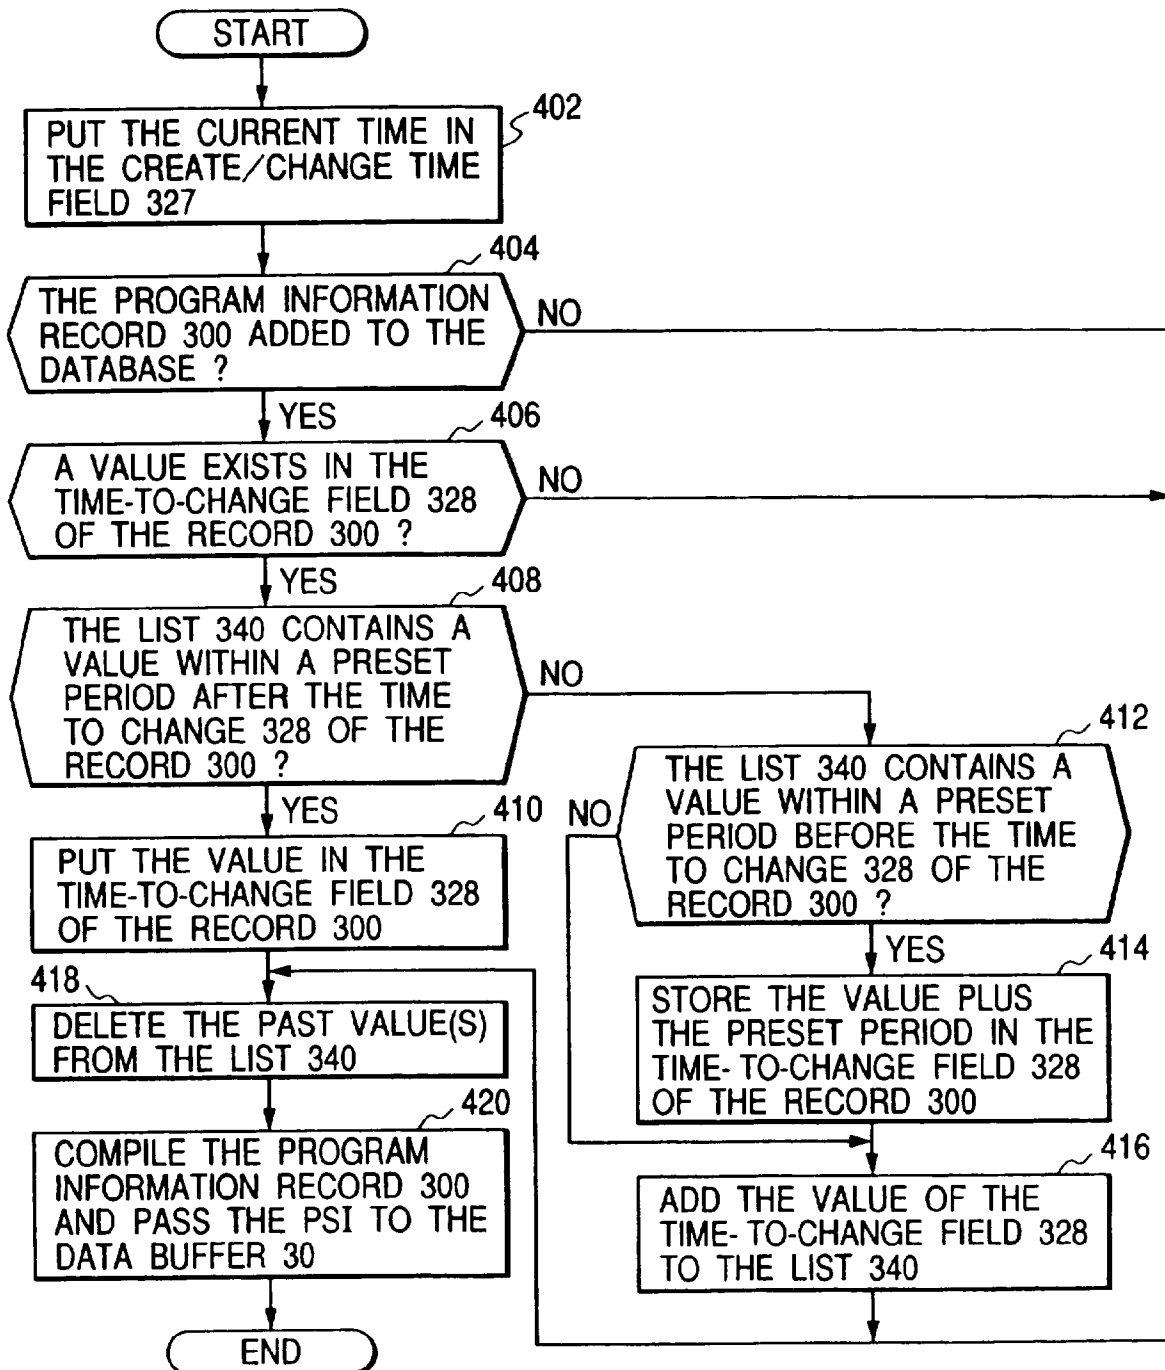 START
402
PUT THE CURRENT TIME IN
THE CREATE/CHANGE TIME
FIELD 327
404
THE PROGRAM INFORMATION
RECORD 300 ADDED TO THE
DATABASE ?
NO
YES
406
A VALUE EXISTS IN THE
TIME-TO-CHANGE FIELD 328
OF THE RECORD 300 ?
NO
YES
408
THE LIST 340 CONTAINS A
VALUE WITHIN A PRESET
PERIOD AFTER THE TIME
TO CHANGE 328 OF THE
RECORD 300 ?
NO
YES
410
PUT THE VALUE IN THE
TIME-TO-CHANGE FIELD 328
OF THE RECORD 300
412
THE LIST 340 CONTAINS A
VALUE WITHIN A PRESET
PERIOD BEFORE THE TIME
TO CHANGE 328 OF THE
RECORD 300 ?
NO
YES
414
STORE THE VALUE PLUS
THE PRESET PERIOD IN THE
TIME-TO-CHANGE FIELD 328
OF THE RECORD 300
416
ADD THE VALUE OF THE
TIME-TO-CHANGE FIELD 328
TO THE LIST 340
418
DELETE THE PAST VALUE(S)
FROM THE LIST 340
420
COMPILE THE PROGRAM
INFORMATION RECORD 300
AND PASS THE PSI TO THE
DATA BUFFER 30
END